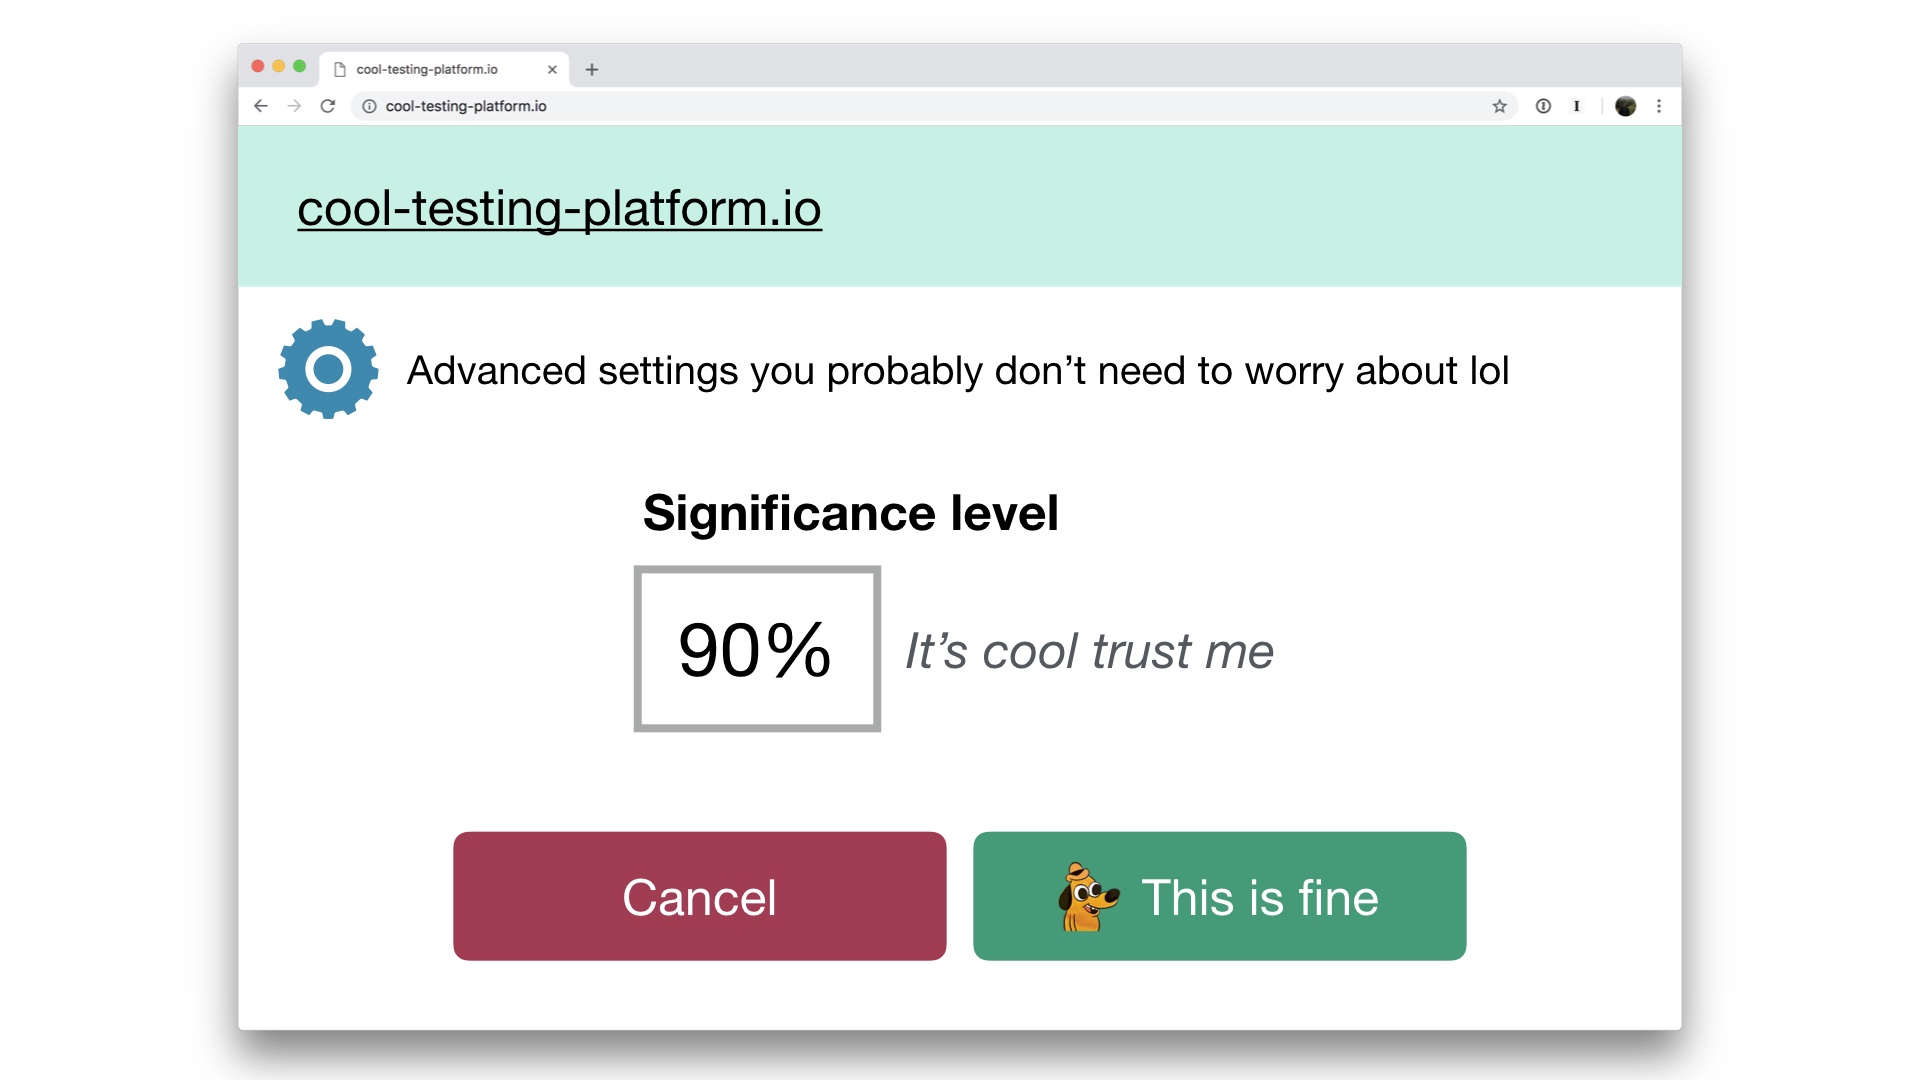 cool-testing-platform.io
cool-testing-platform.io
cool-testing-platform.io
Advanced settings you probably don’t need to worry about lol
Significance level
90% It’s cool trust me
Cancel
This is fine